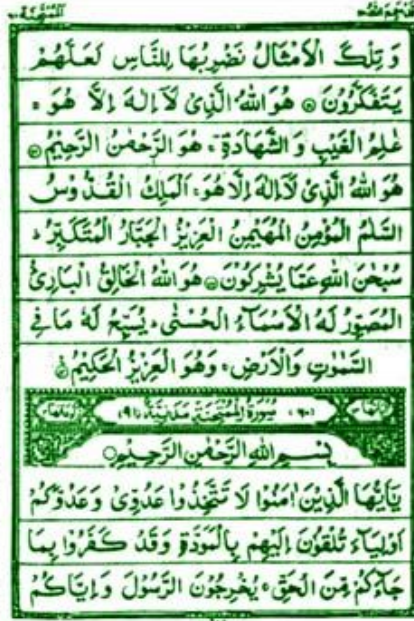 وَتِلْكَ الْاَمْثَالُ نَضْرِبُهَا لِلنَّاسِ لَعَلَّهُمْ
يَتَفَكَّرُوْنَ ۝ هُوَ اللّٰهُ الَّذِیْ لَاۤ اِلٰهَ اِلَّا هُوَ ۚ
عٰلِمُ الْغَیْبِ وَ الشَّهَادَةِ ۚ هُوَ الرَّحْمٰنُ الرَّحِیْمُ ۝
هُوَ اللّٰهُ الَّذِیْ لَاۤ اِلٰهَ اِلَّا هُوَ ۚ اَلْمَلِكُ الْقُدُّوْسُ
السَّلٰمُ الْمُؤْمِنُ الْمُهَیْمِنُ الْعَزِیْزُ الْجَبَّارُ الْمُتَكَبِّرُ ؕ
سُبْحٰنَ اللّٰهِ عَمَّا یُشْرِكُوْنَ ۝ هُوَ اللّٰهُ الْخَالِقُ الْبَارِئُ
الْمُصَوِّرُ لَهُ الْاَسْمَآءُ الْحُسْنٰی ؕ یُسَبِّحُ لَهٗ مَا فِی
السَّمٰوٰتِ وَالْاَرْضِ ۚ وَهُوَ الْعَزِیْزُ الْحَكِیْمُ ۝
(٦٠) سُوْرَةُ الْمُمْتَحِنَةِ مَدَنِيَّةٌ (٩١)
بِسْمِ اللّٰهِ الرَّحْمٰنِ الرَّحِیْمِ ۝
یٰۤاَیُّهَا الَّذِیْنَ اٰمَنُوْا لَا تَتَّخِذُوْا عَدُوِّیْ وَعَدُوَّكُمْ
اَوْلِیَآءَ تُلْقُوْنَ اِلَیْهِمْ بِالْمَوَدَّةِ وَقَدْ كَفَرُوْا بِمَا
جَآءَكُمْ مِّنَ الْحَقِّ ۚ یُخْرِجُوْنَ الرَّسُوْلَ وَاِیَّاكُمْ